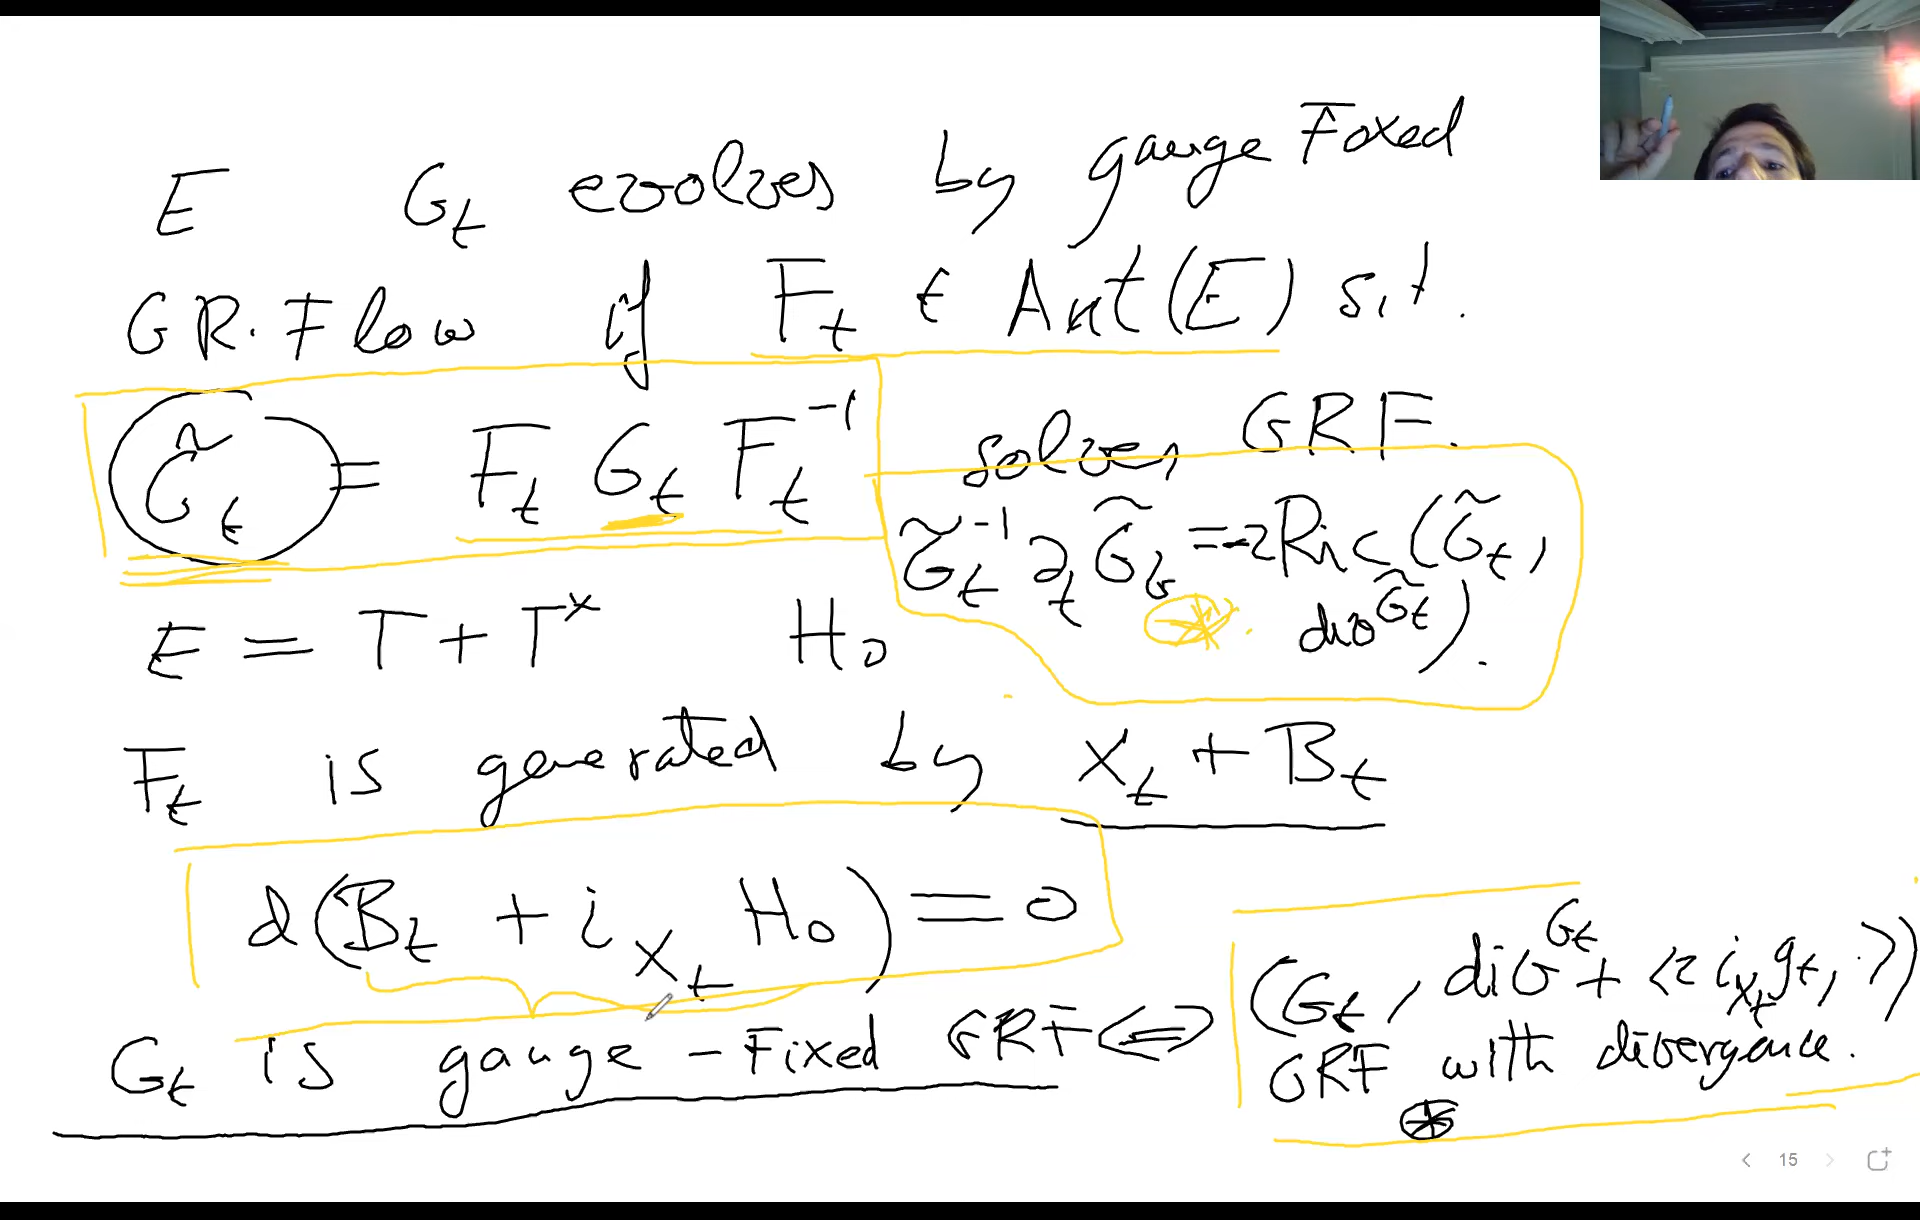 E G_t evolves by gauge Foxed
GR. Flow if F_t ∈ Aut(E) s.t.
G̃_t = F_t G_t F_t^{-1} solves GRF.
G̃_t^{-1} ∂_t G̃_t = -2Ric(G̃_t,
div^{G̃_t}).
E = T + T^* H_0
F_t is generated by X_t + B_t
d(B_t + i_{X_t} H_0) = 0
G_t is gauge-Fixed GRF ⇔ (G_t, div^{G_t} + <2 i_{X_t} g_t, ·>)
GRF with divergence.
15